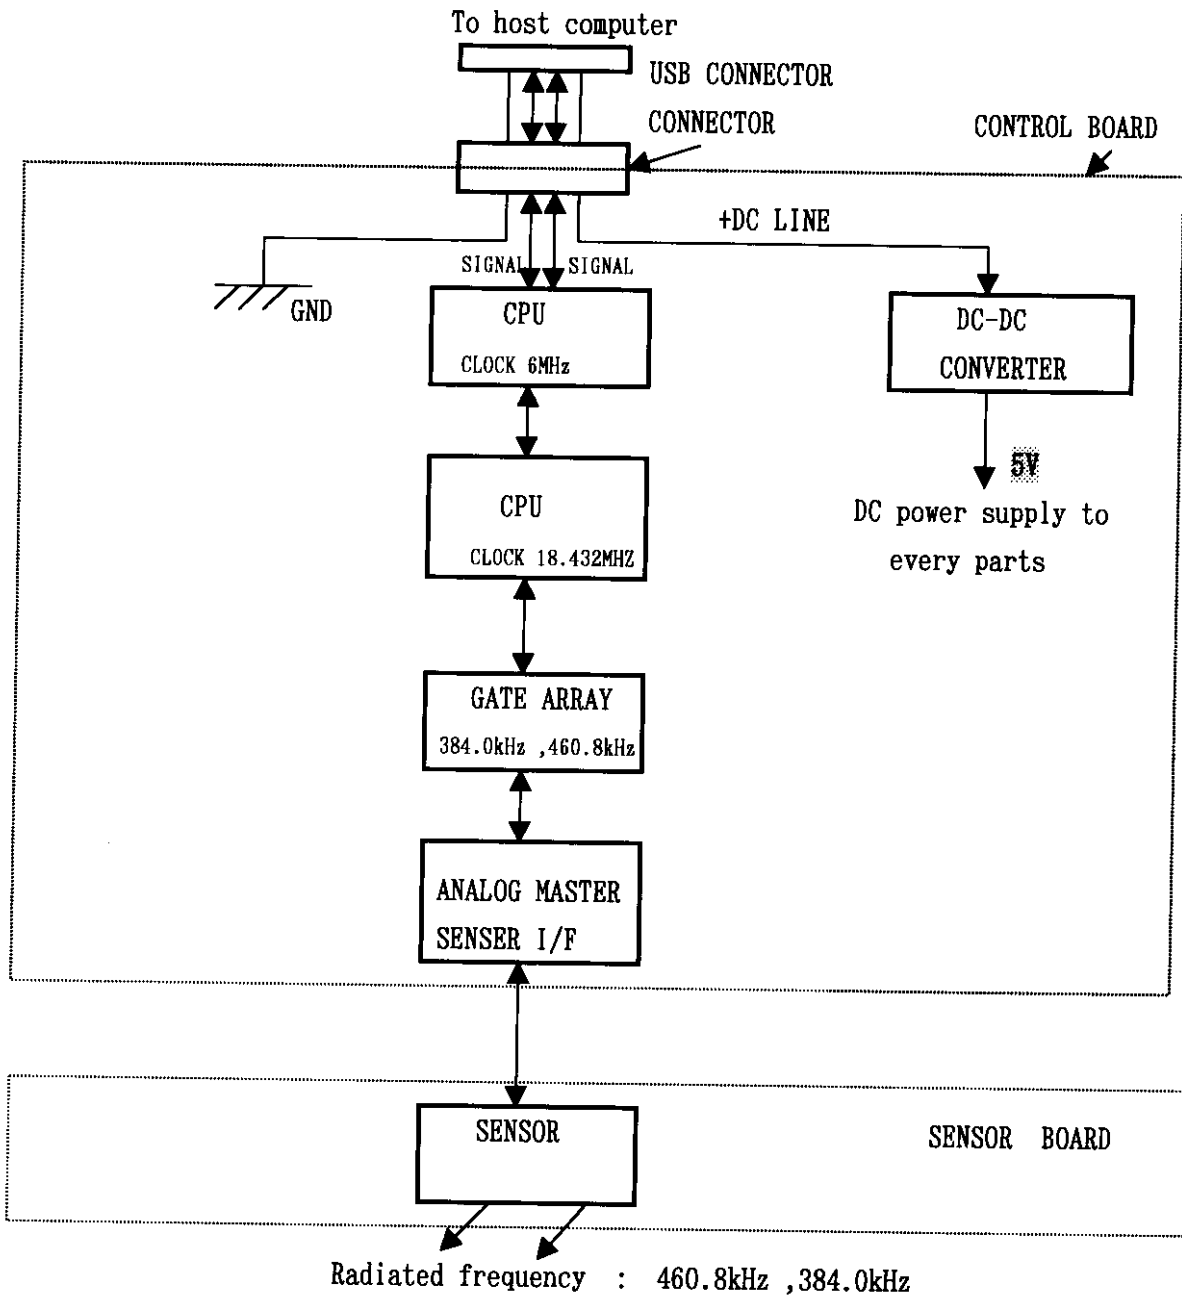 To host computer
USB CONNECTOR
CONNECTOR
CONTROL BOARD
+DC LINE
SIGNAL SIGNAL
GND
CPU
CLOCK 6MHz
DC-DC
CONVERTER
5V
DC power supply to
every parts
CPU
CLOCK 18.432MHZ
GATE ARRAY
384.0kHz ,460.8kHz
ANALOG MASTER
SENSER I/F
SENSOR
SENSOR BOARD
Radiated frequency : 460.8kHz ,384.0kHz